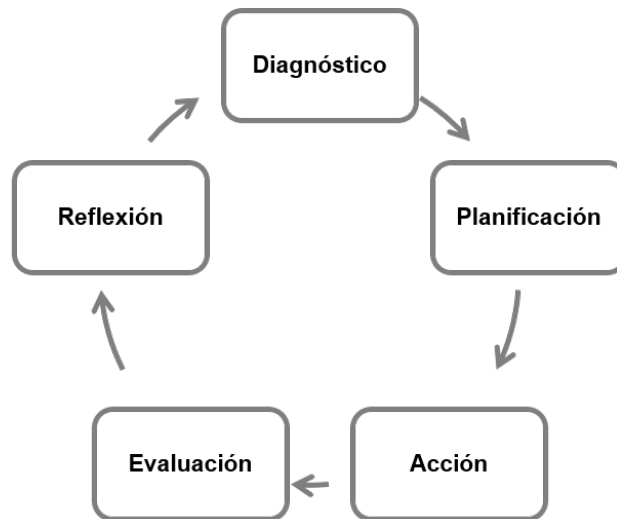 Diagnóstico
Planificación
Acción
Evaluación
Reflexión